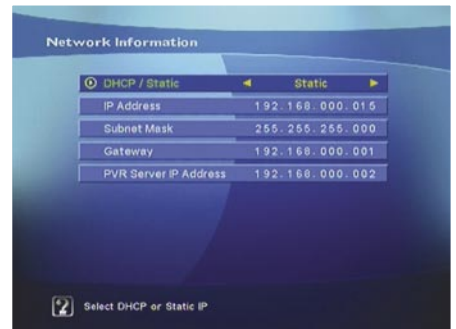 Network Information
DHCP / Static Static
IP Address 192.168.000.015
Subnet Mask 255.255.255.000
Gateway 192.168.000.001
PVR Server IP Address 192.168.000.002
Select DHCP or Static IP